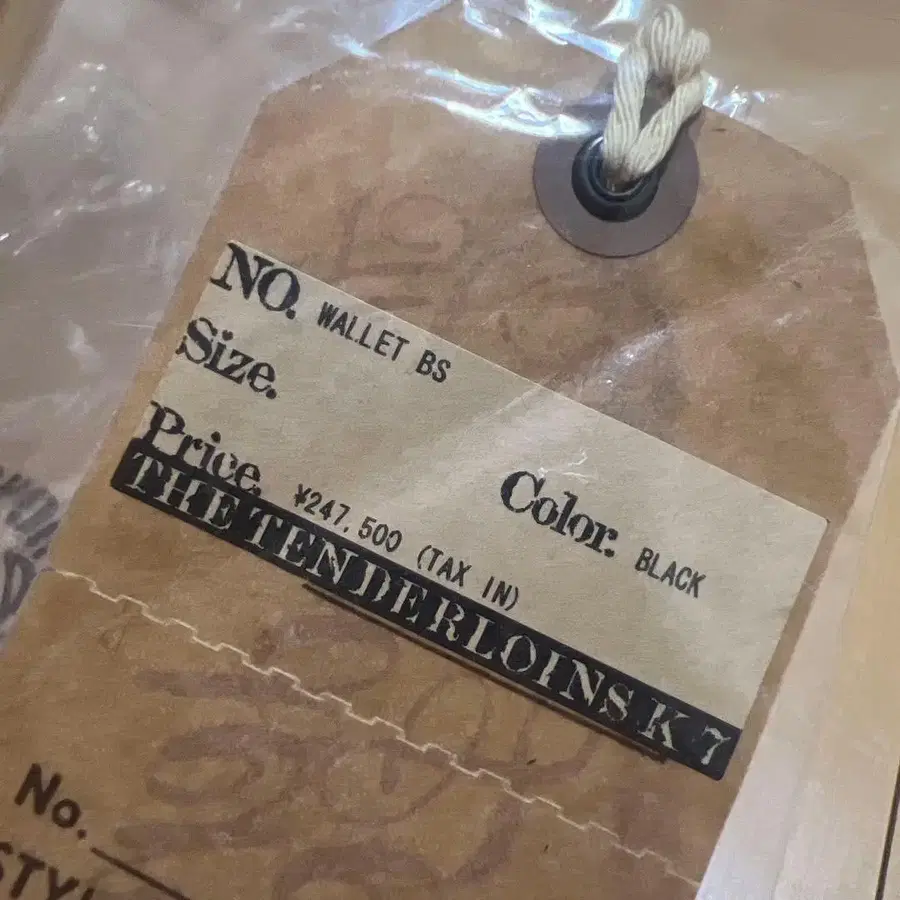 NO. WALLET BS
Size.
Color. BLACK
Price. ¥247,500 (TAX IN)
THE TENDERLOINS K 7
No.